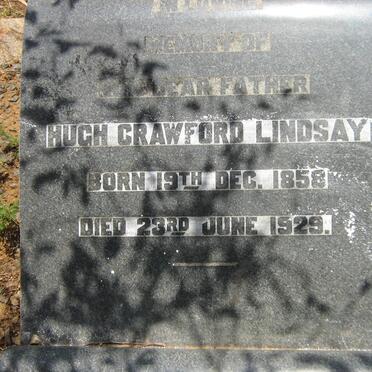 MEMORY OF
DEAR FATHER
HUGH CRAWFORD LINDSAY
BORN 19TH DEC. 1858
DIED 23RD JUNE 1929.